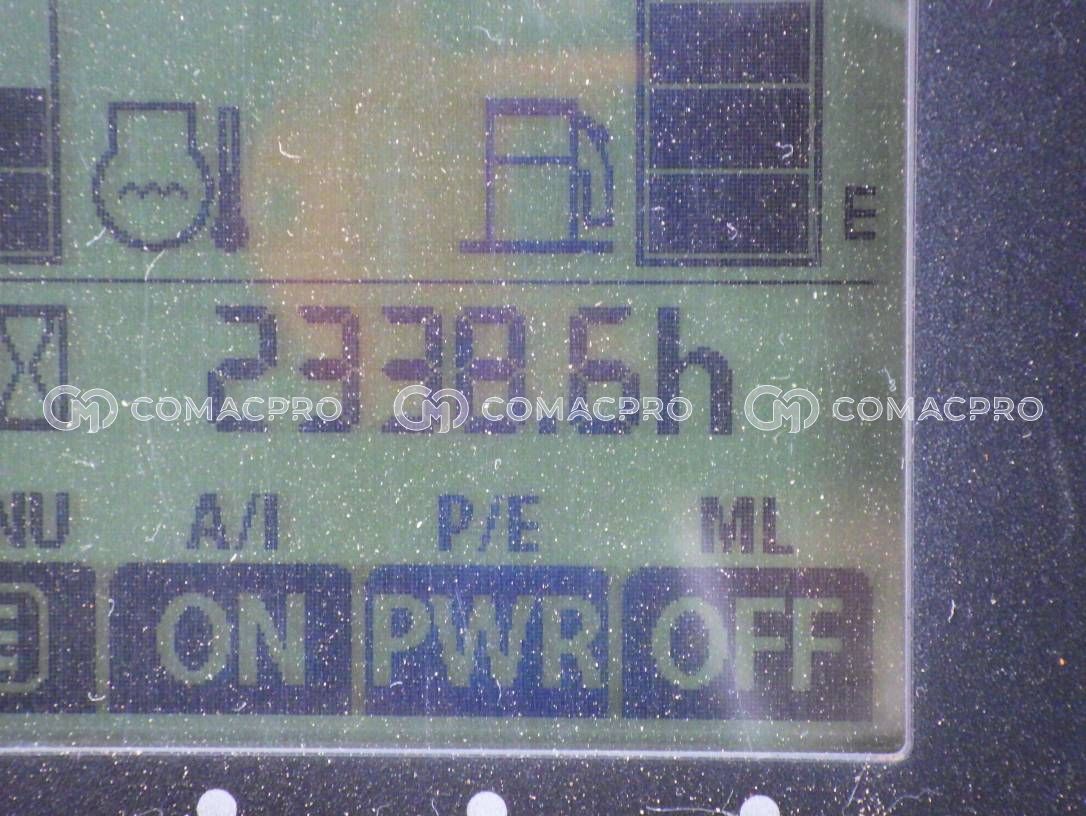 E
2338.6h
COMACPRO COMACPRO COMACPRO
A/I P/E ML
ON PWR OFF